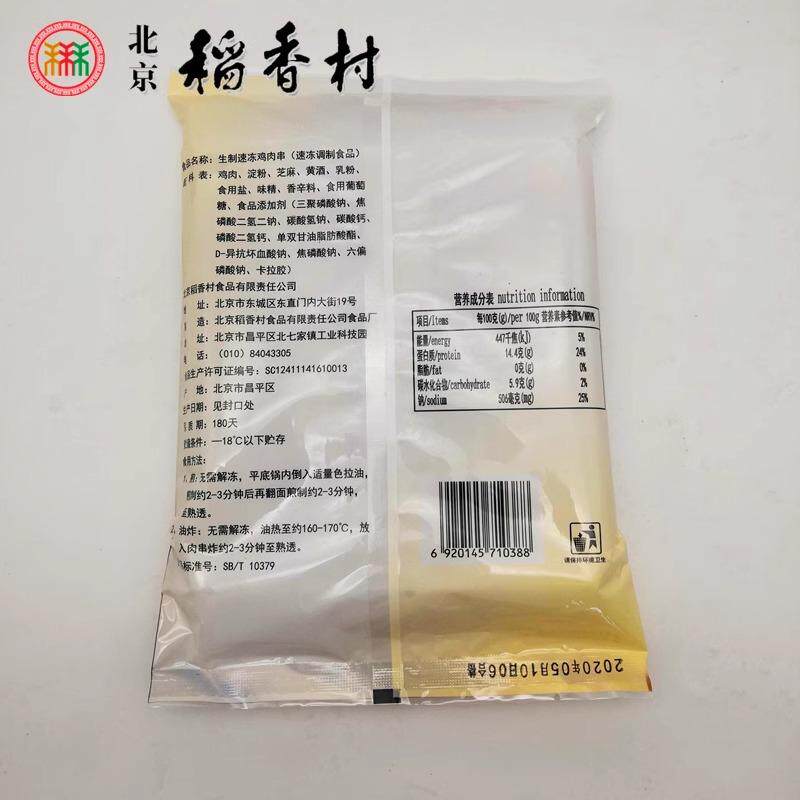 北京
稻香村
食品名称：生制速冻鸡肉串（速冻调制食品）
料表：鸡肉、淀粉、芝麻、黄酒、乳粉、
食用盐、味精、香辛料、食用葡萄
糖、食品添加剂（三聚磷酸钠、焦
磷酸二氢二钠、碳酸氢钠、碳酸钙、
磷酸二氢钙、单双甘油脂肪酸酯、
D-异抗坏血酸钠、焦磷酸钠、六偏
磷酸钠、卡拉胶）
北京稻香村食品有限责任公司
址：北京市东城区东直门内大街19号
造：北京稻香村食品有限责任公司食品厂
址：北京市昌平区北七家镇工业科技园
话：（010）84043305
食品生产许可证编号：SC12411141610013
产 地：北京市昌平区
生产日期：见封口处
质期：180天
贮存条件：—18℃以下贮存
食用方法：
1、煎：无需解冻，平底锅内倒入适量色拉油，
煎制约2-3分钟后再翻面煎制约2-3分钟，
至熟透。
油炸：无需解冻，油热至约160-170℃，放
入肉串炸约2-3分钟至熟透。
标准号：SB/T 10379
营养成分表 nutrition information
项目/Items 每100克(g)/per 100g 营养素参考值%/NRV%
能量/energy 447千焦(kJ) 5%
蛋白质/protein 14.4克(g) 24%
脂肪/fat 0克(g) 0%
碳水化合物/carbohydrate 5.9克(g) 2%
钠/sodium 506毫克(mg) 25%
6 920145 710388
请保持环境卫生
2020年05月10日06合格